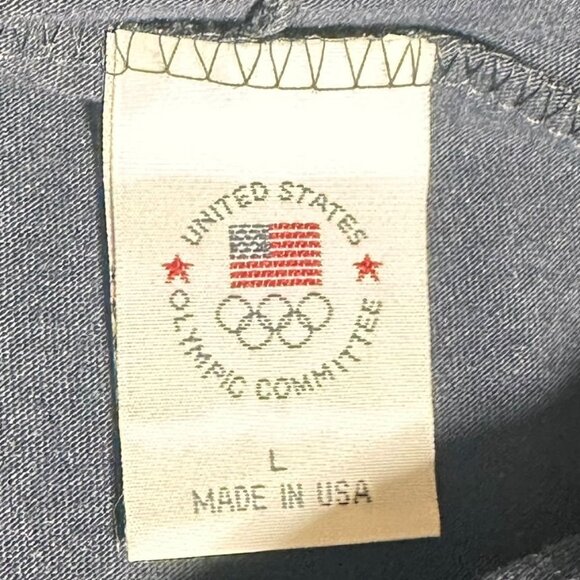 UNITED STATES
OLYMPIC COMMITTEE
L
MADE IN USA